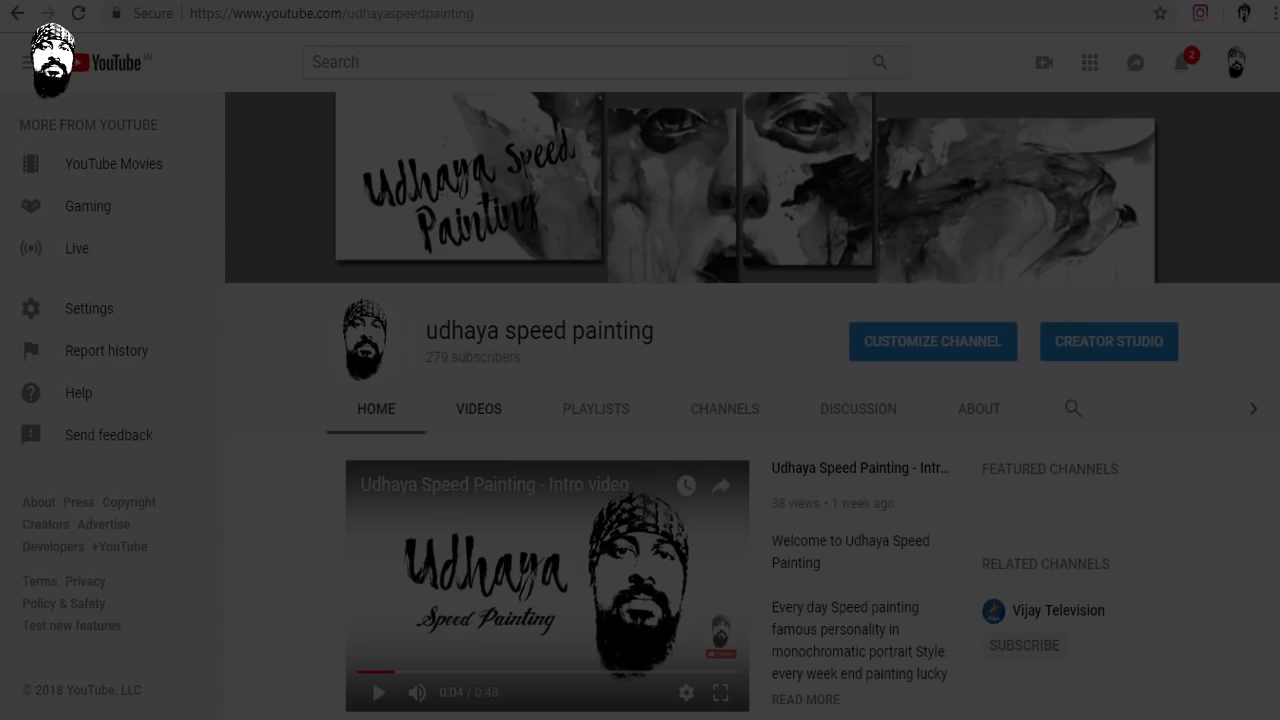 Secure
https://www.youtube.com/udhayaspeedpainting
YouTube IN
Search
2
MORE FROM YOUTUBE
YouTube Movies
Gaming
Live
Settings
Report history
Help
Send feedback
About Press Copyright
Creators Advertise
Developers +YouTube
Terms Privacy
Policy & Safety
Test new features
© 2018 YouTube, LLC
Udhaya Speed
Painting
udhaya speed painting
279 subscribers
CUSTOMIZE CHANNEL
CREATOR STUDIO
HOME
VIDEOS
PLAYLISTS
CHANNELS
DISCUSSION
ABOUT
Udhaya Speed Painting - Intro video
Udhaya
Speed Painting
0:04 / 0:48
Udhaya Speed Painting - Intr...
38 views • 1 week ago
Welcome to Udhaya Speed
Painting
Every day Speed painting
famous personality in
monochromatic portrait Style.
every week end painting lucky
READ MORE
FEATURED CHANNELS
RELATED CHANNELS
Vijay Television
SUBSCRIBE